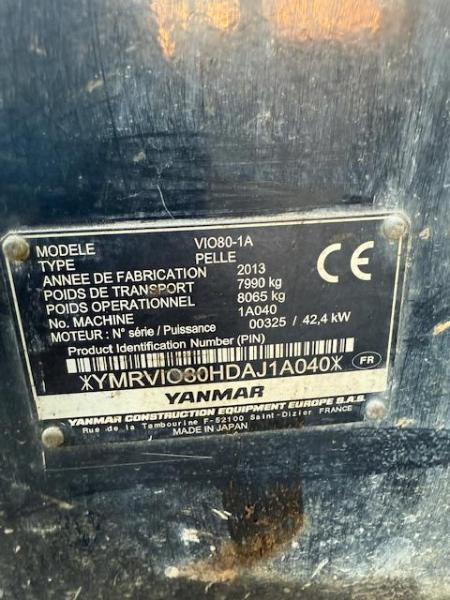 MODELE VIO80-1A
TYPE PELLE
ANNEE DE FABRICATION 2013
POIDS DE TRANSPORT 7990 kg
POIDS OPERATIONNEL 8065 kg
No. MACHINE 1A040
MOTEUR : N° série / Puissance 00325 / 42,4 kW
Product Identification Number (PIN)
CE
*YMRVIO80HDAJ1A040*
FR
YANMAR
YANMAR CONSTRUCTION EQUIPMENT EUROPE S.A.S.
Rue de la Tambourine F-52100 Saint-Dizier FRANCE
MADE IN JAPAN